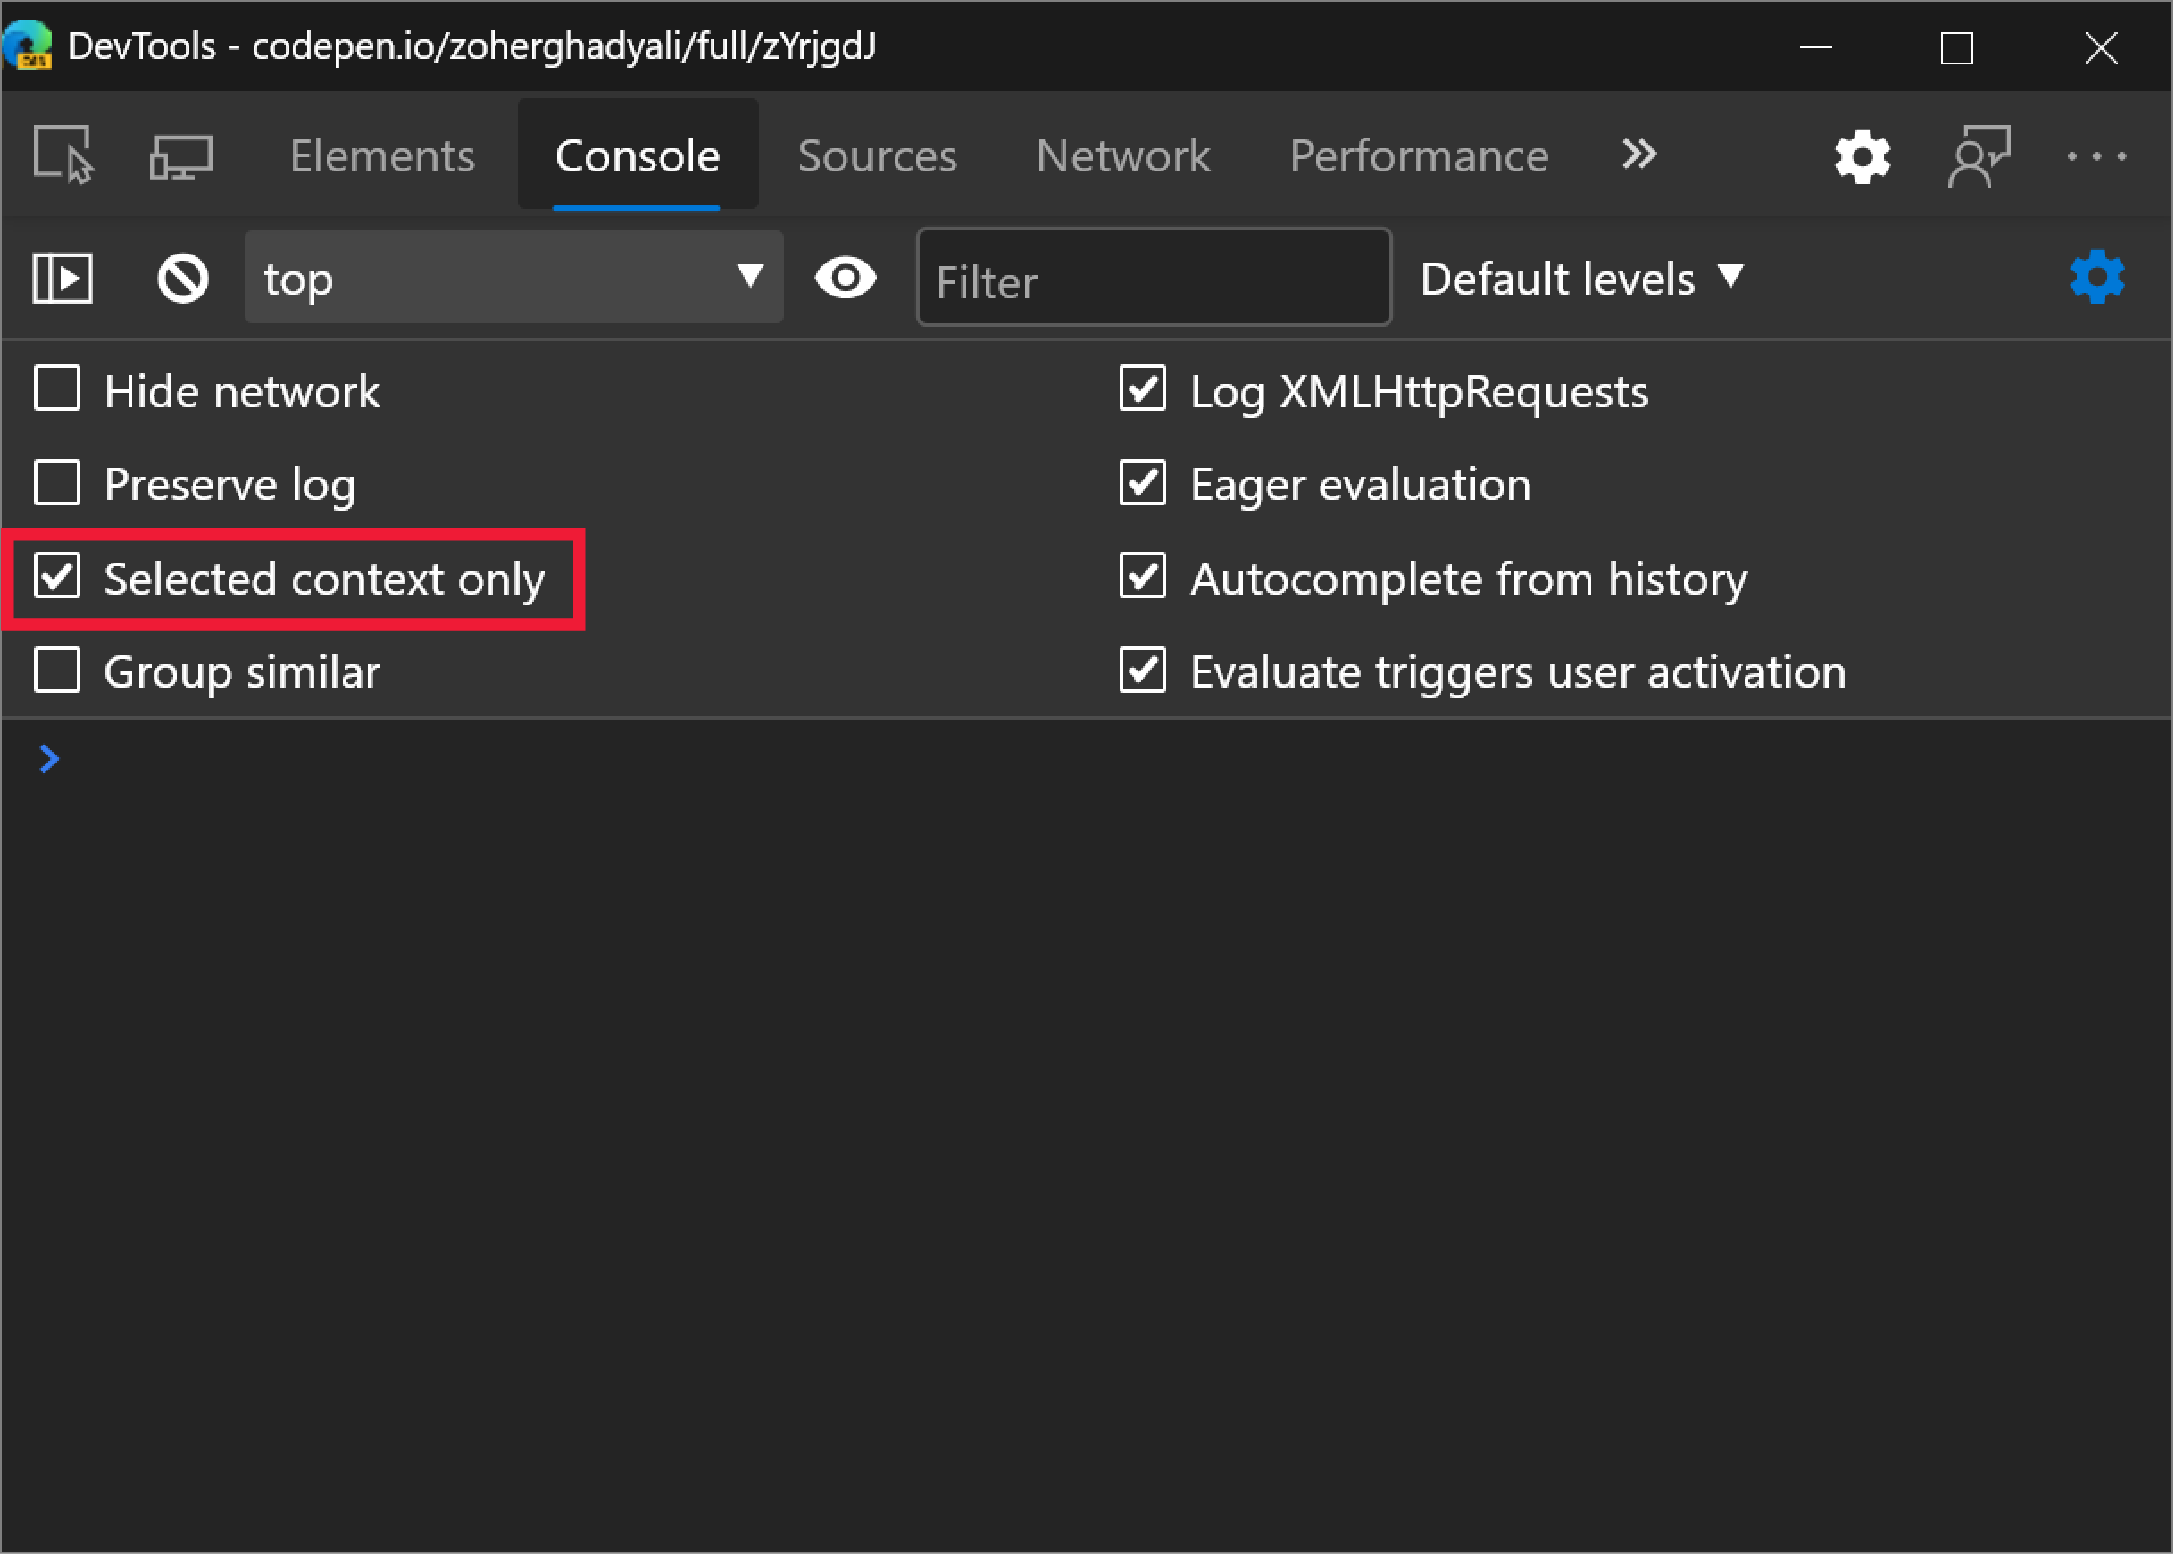 DevTools - codepen.io/zoherghadyali/full/zYrjgdJ
Elements Console Sources Network Performance
top Filter Default levels
Hide network Log XMLHttpRequests
Preserve log Eager evaluation
Selected context only Autocomplete from history
Group similar Evaluate triggers user activation